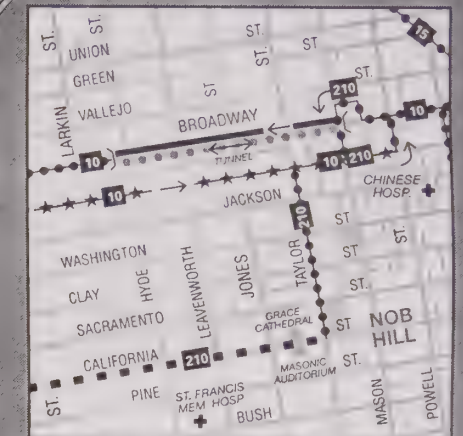 ST.
UNION
GREEN
VALLEJO
LARKIN
ST
ST.
ST.
ST
ST.
15
210
10
BROADWAY
TUNNEL
10
10
10
210
CHINESE
HOSP.
JACKSON
210
WASHINGTON
CLAY
HYDE
LEAVENWORTH
JONES
TAYLOR
ST
ST
ST.
ST.
SACRAMENTO
GRACE
CATHEDRAL
ST
NOB
HILL
CALIFORNIA
210
MASONIC
AUDITORIUM
ST.
ST.
PINE
ST. FRANCIS
MEM HOSP
BUSH
MASON
POWELL